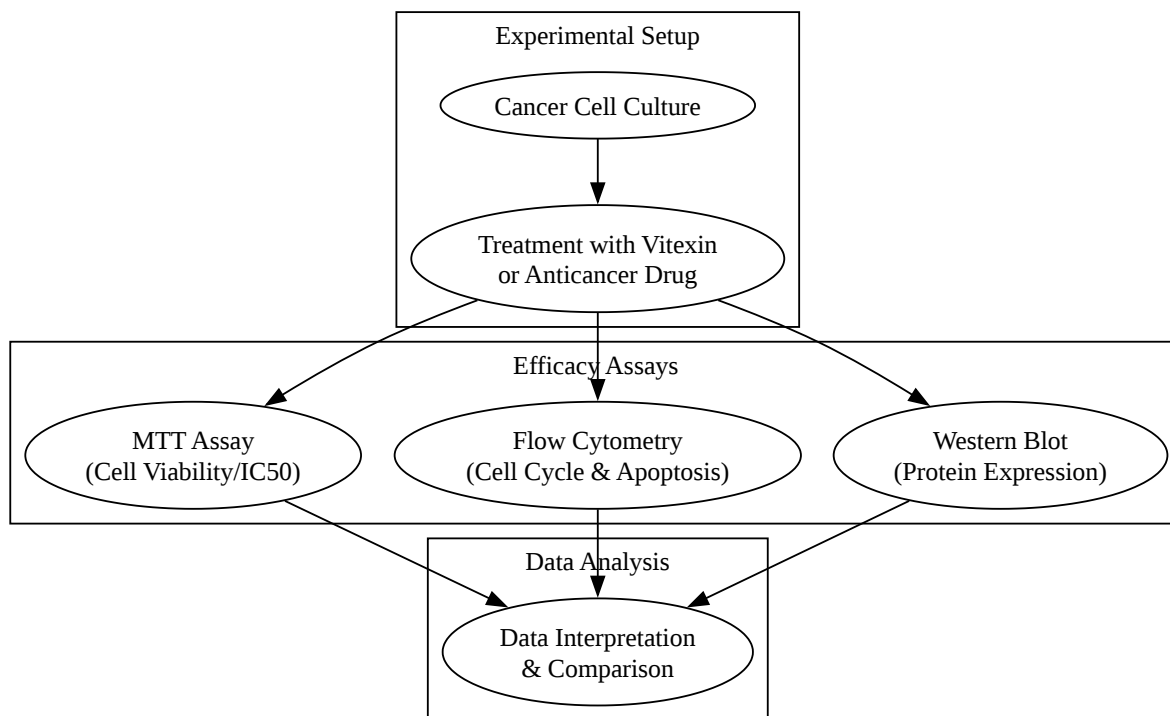 Experimental Setup
Cancer Cell Culture
Treatment with Vitexin
or Anticancer Drug
Efficacy Assays
MTT Assay
(Cell Viability/IC50)
Flow Cytometry
(Cell Cycle & Apoptosis)
Western Blot
(Protein Expression)
Data Analysis
Data Interpretation
& Comparison